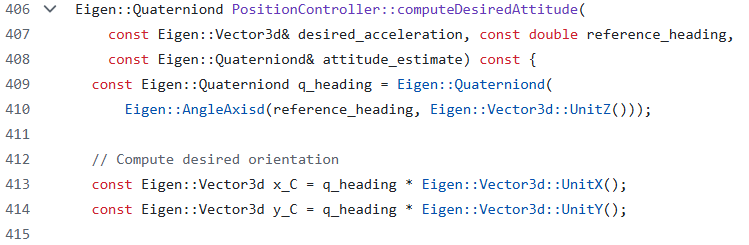 406 Eigen::Quaterniond PositionController::computeDesiredAttitude(
407 const Eigen::Vector3d& desired_acceleration, const double reference_heading,
408 const Eigen::Quaterniond& attitude_estimate) const {
409 const Eigen::Quaterniond q_heading = Eigen::Quaterniond(
410 Eigen::AngleAxisd(reference_heading, Eigen::Vector3d::UnitZ()));
411
412 // Compute desired orientation
413 const Eigen::Vector3d x_C = q_heading * Eigen::Vector3d::UnitX();
414 const Eigen::Vector3d y_C = q_heading * Eigen::Vector3d::UnitY();
415